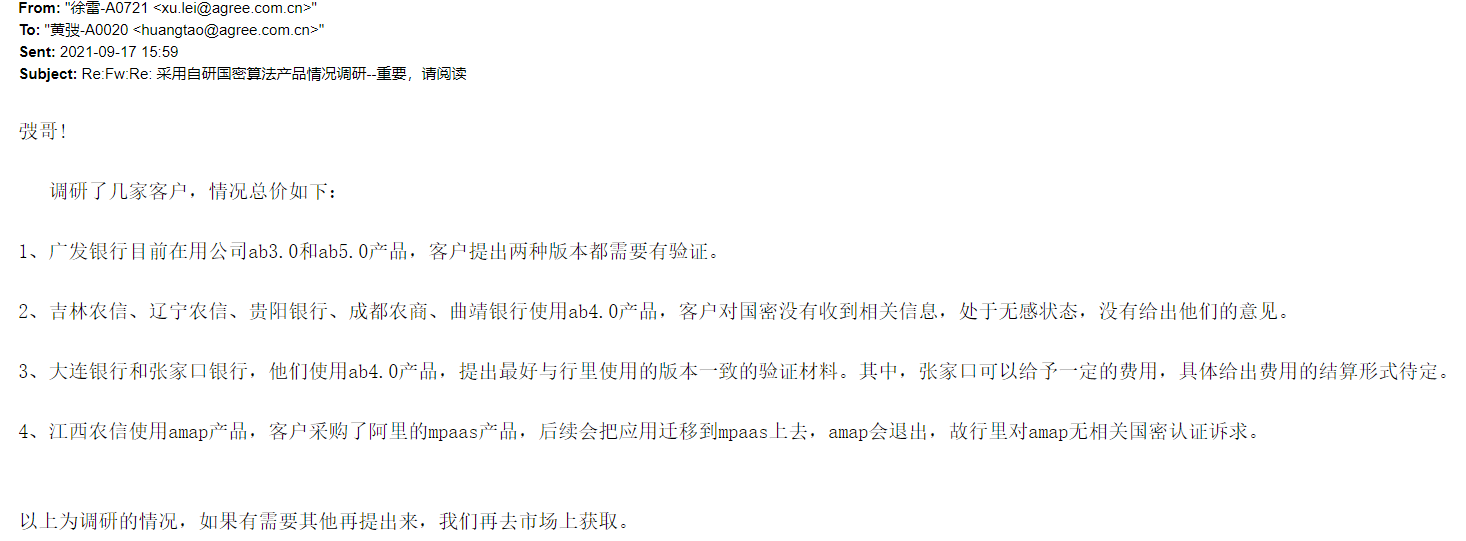 From: "徐雷-A0721 <xu.lei@agree.com.cn>"
To: "黄弢-A0020 <huangtao@agree.com.cn>"
Sent: 2021-09-17 15:59
Subject: Re:Fw:Re: 采用自研国密算法产品情况调研--重要，请阅读
弢哥!
调研了几家客户，情况总价如下：
1、广发银行目前在用公司ab3.0和ab5.0产品，客户提出两种版本都需要有验证。
2、吉林农信、辽宁农信、贵阳银行、成都农商、曲靖银行使用ab4.0产品，客户对国密没有收到相关信息，处于无感状态，没有给出他们的意见。
3、大连银行和张家口银行，他们使用ab4.0产品，提出最好与行里使用的版本一致的验证材料。其中，张家口可以给予一定的费用，具体给出费用的结算形式待定。
4、江西农信使用amap产品，客户采购了阿里的mpaas产品，后续会把应用迁移到mpaas上去，amap会退出，故行里对amap无相关国密认证诉求。
以上为调研的情况，如果有需要其他再提出来，我们再去市场上获取。